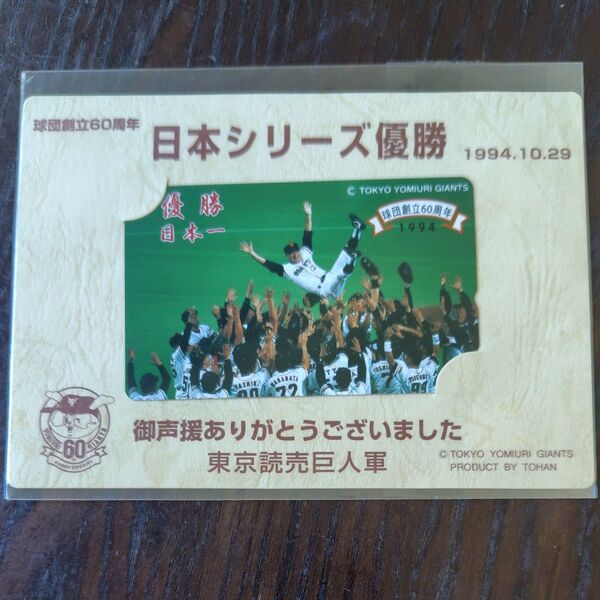 球団創立60周年
日本シリーズ優勝
1994.10.29
© TOKYO YOMIURI GIANTS
優勝
日本一
球団創立60周年
1994
60
ANNIVERSARY
御声援ありがとうございました
東京読売巨人軍
© TOKYO YOMIURI GIANTS
PRODUCT BY TOHAN